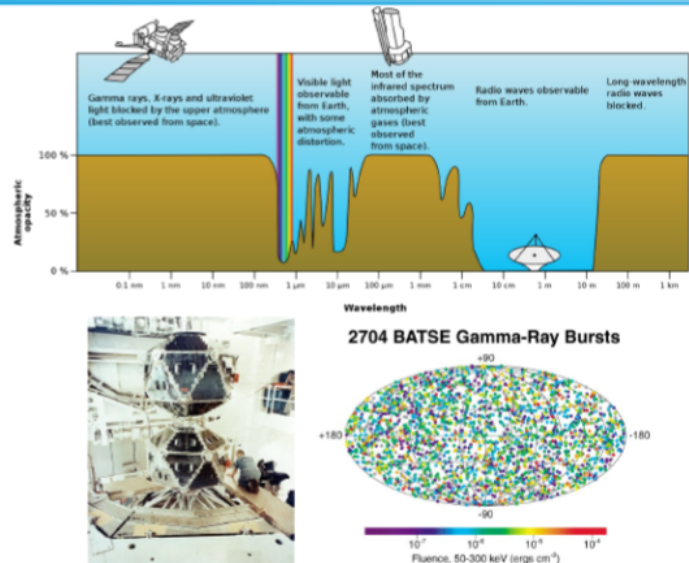 Gamma rays, X-rays and ultraviolet
light blocked by the upper atmosphere
(best observed from space).
Visible light
observable
from Earth,
with some
atmospheric
distortion.
Most of the
infrared spectrum
absorbed by
atmospheric
gases (best
observed
from space).
Radio waves observable
from Earth.
Long-wavelength
radio waves
blocked.
Atmospheric
opacity
100 %
50 %
0 %
0.1 nm
1 nm
10 nm
100 nm
1 µm
10 µm
100 µm
1 mm
1 cm
10 cm
1 m
10 m
100 m
1 km
Wavelength
2704 BATSE Gamma-Ray Bursts
+90
+180
-180
-90
10⁻⁷
10⁻⁶
10⁻⁵
10⁻⁴
Fluence, 50-300 keV (ergs cm⁻²)